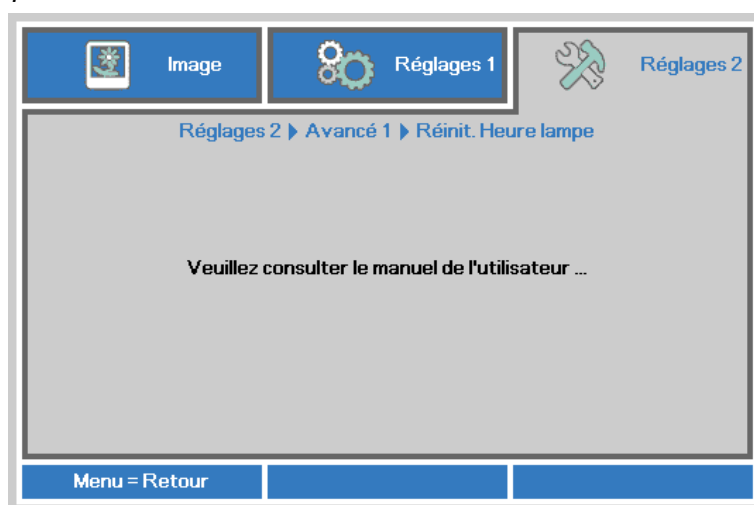 Image
Réglages 1
Réglages 2
Réglages 2 ▶ Avancé 1 ▶ Réinit. Heure lampe
Veuillez consulter le manuel de l'utilisateur ...
Menu = Retour